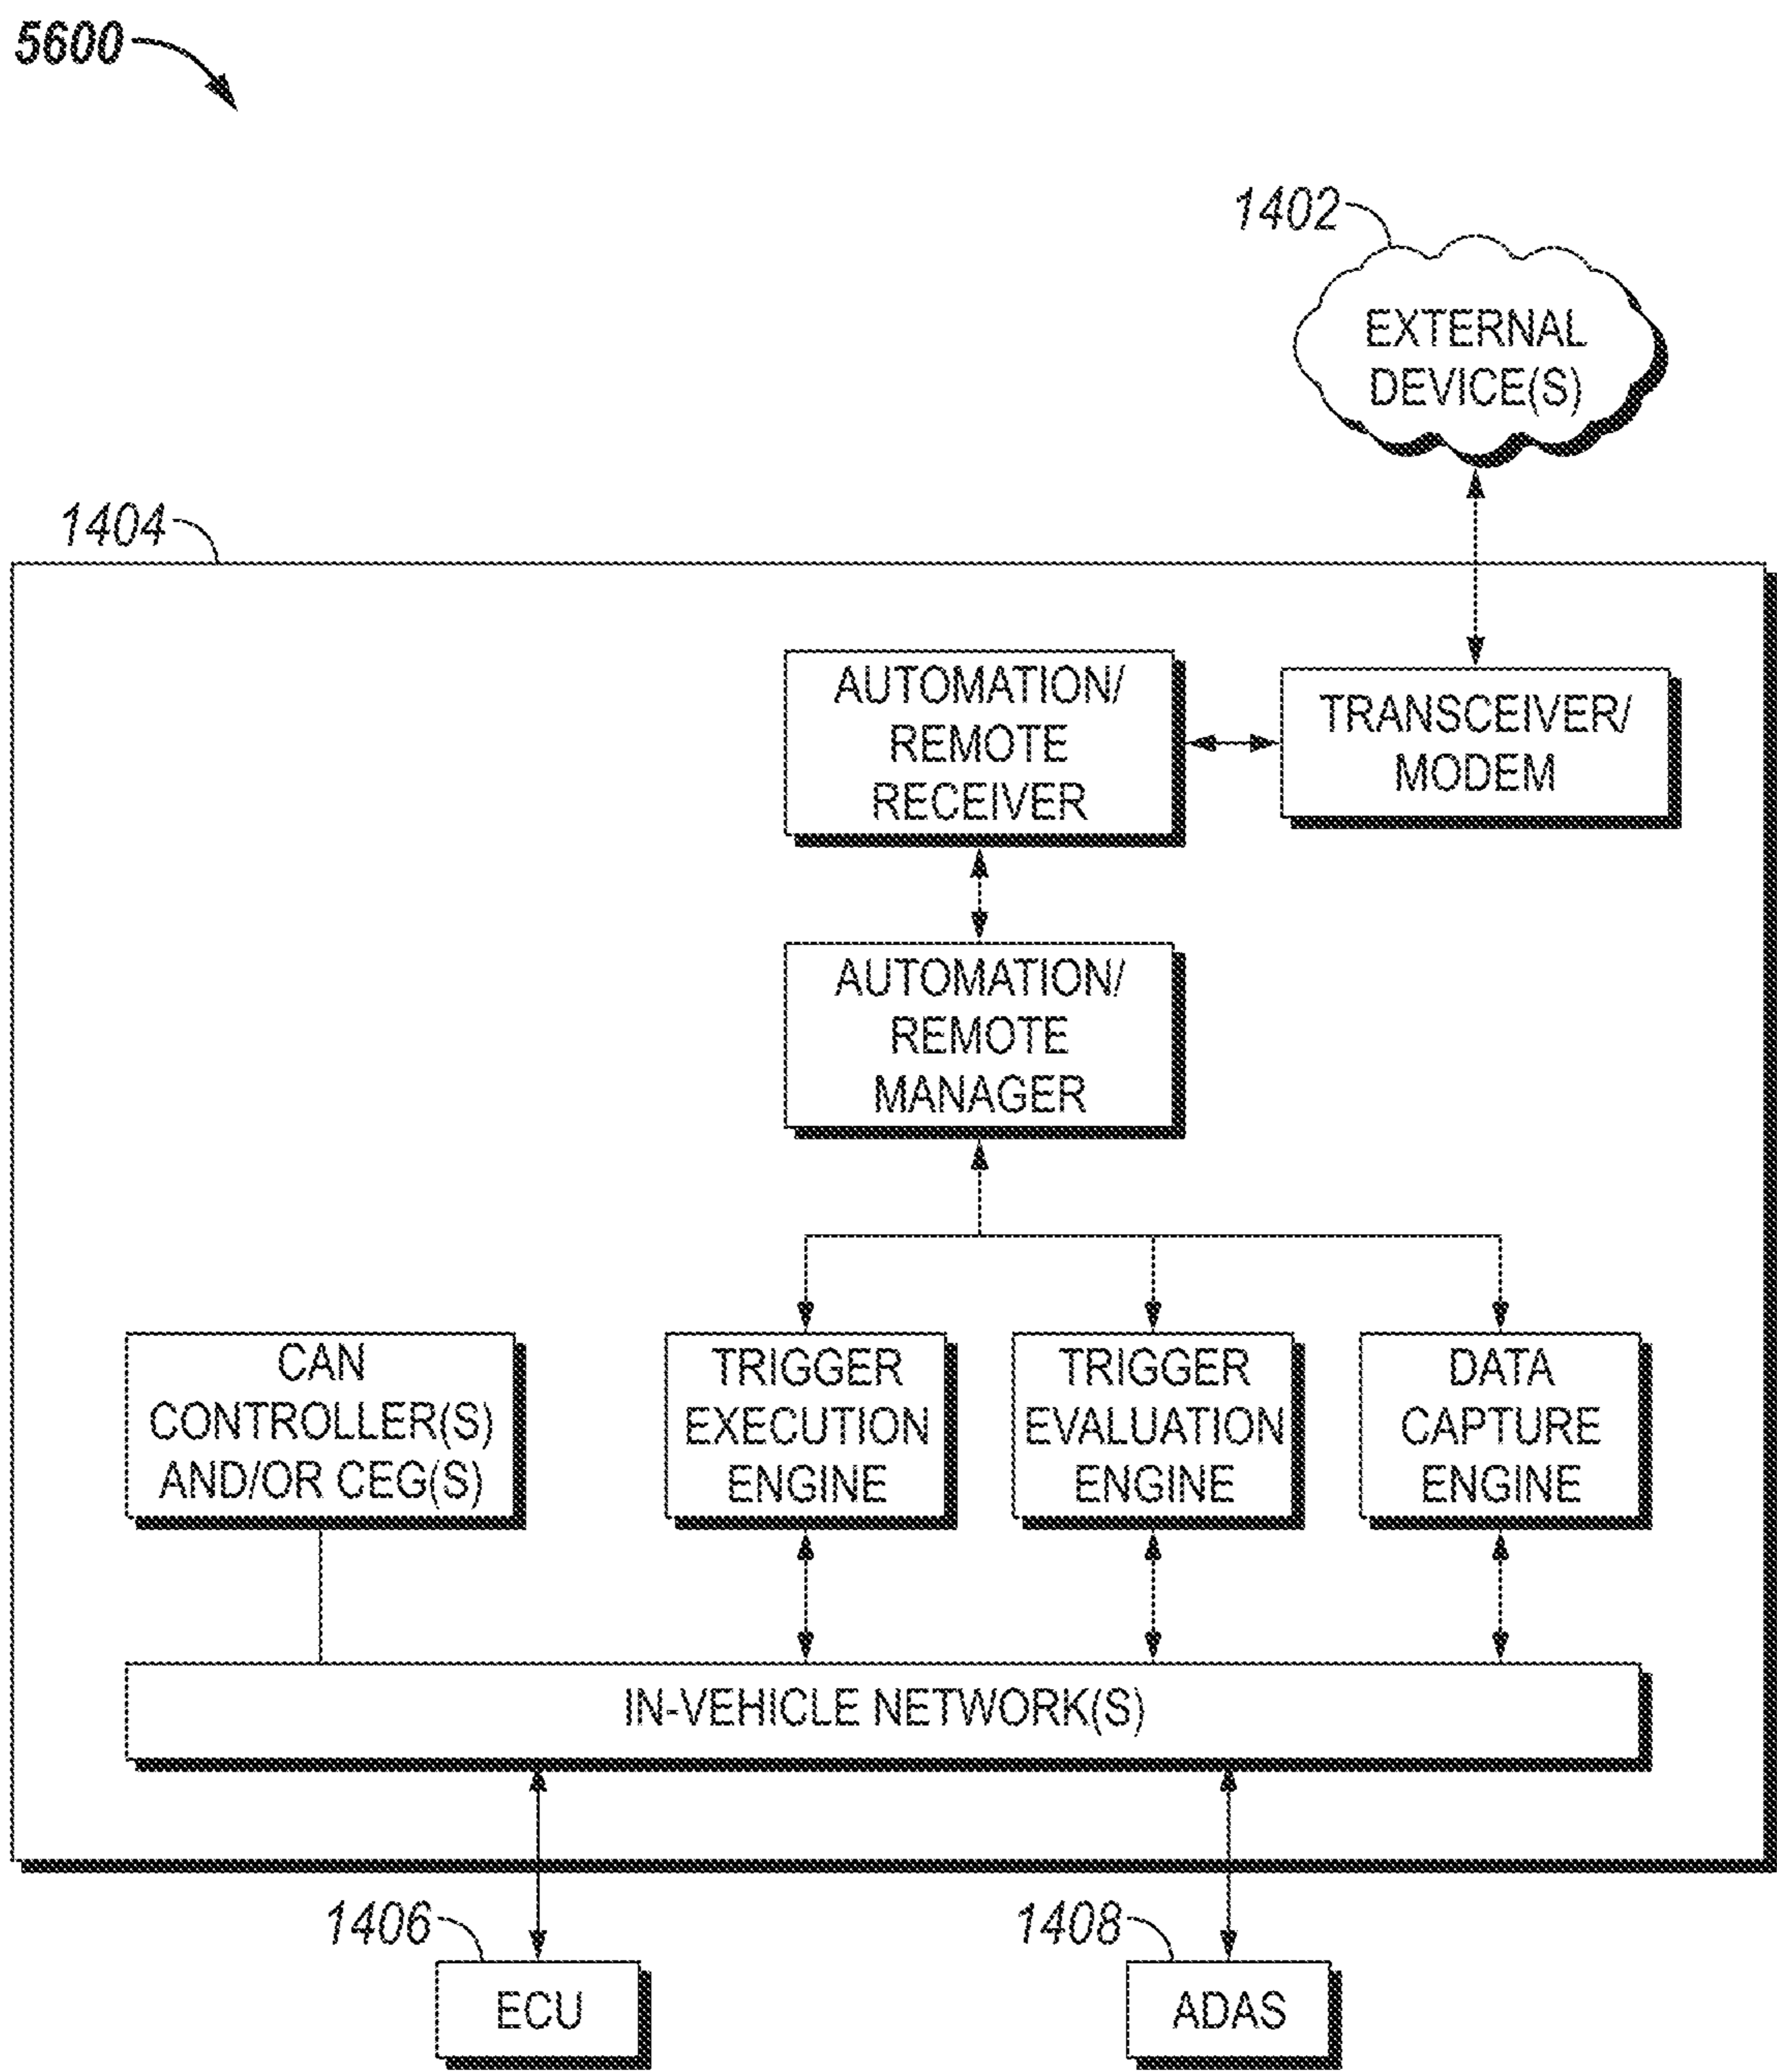 5600
1402
EXTERNAL
DEVICE(S)
1404
AUTOMATION/
REMOTE
RECEIVER
TRANSCEIVER/
MODEM
AUTOMATION/
REMOTE
MANAGER
CAN
CONTROLLER(S)
AND/OR CEG(S)
TRIGGER
EXECUTION
ENGINE
TRIGGER
EVALUATION
ENGINE
DATA
CAPTURE
ENGINE
IN-VEHICLE NETWORK(S)
1406
ECU
1408
ADAS